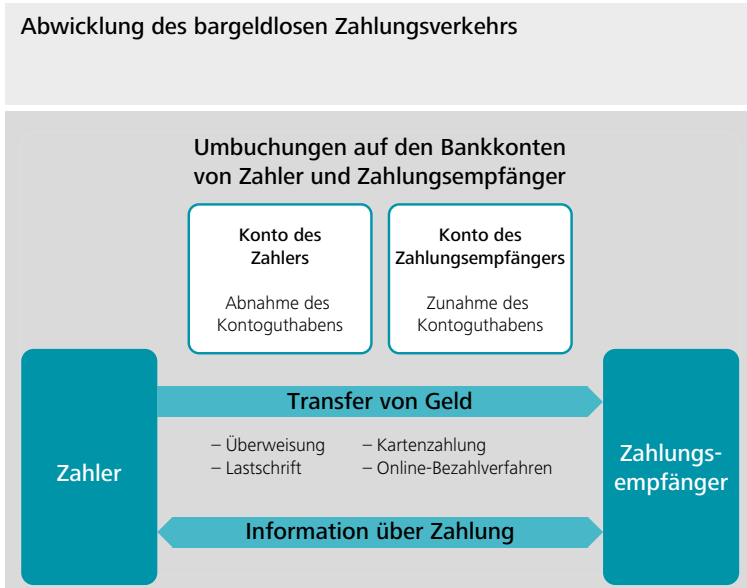 Abwicklung des bargeldlosen Zahlungsverkehrs
Umbuchungen auf den Bankkonten
von Zahler und Zahlungsempfänger
Konto des
Zahlers
Abnahme des
Kontoguthabens
Konto des
Zahlungsempfängers
Zunahme des
Kontoguthabens
Zahler
Transfer von Geld
– Überweisung
– Lastschrift
– Kartenzahlung
– Online-Bezahlverfahren
Information über Zahlung
Zahlungs-
empfänger